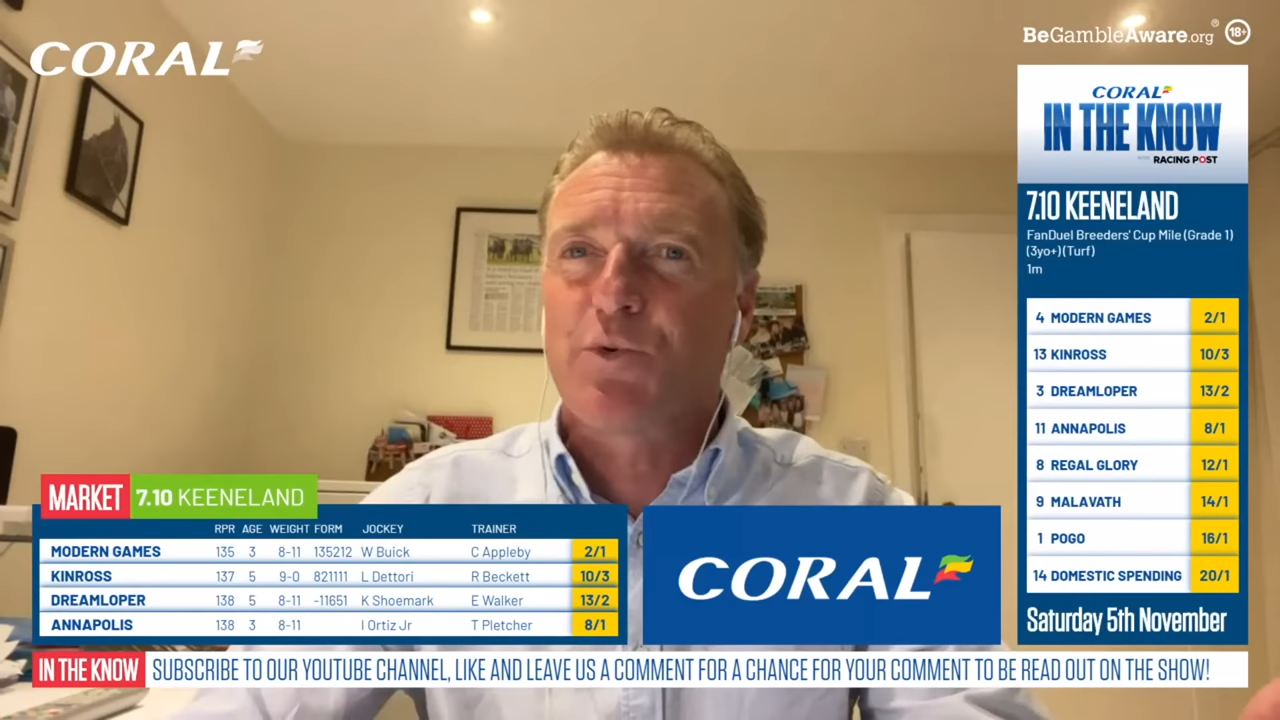 CORAL
BeGambleAware.org® 18+
CORAL
IN THE KNOW
RACING POST
7.10 KEENELAND
FanDuel Breeders' Cup Mile (Grade 1)
(3yo+) (Turf)
1m
4 MODERN GAMES 2/1
13 KINROSS 10/3
3 DREAMLOPER 13/2
11 ANNAPOLIS 8/1
8 REGAL GLORY 12/1
9 MALAVATH 14/1
1 POGO 16/1
14 DOMESTIC SPENDING 20/1
Saturday 5th November
MARKET 7.10 KEENELAND
RPR AGE WEIGHT FORM JOCKEY TRAINER
MODERN GAMES 135 3 8-11 135212 W Buick C Appleby 2/1
KINROSS 137 5 9-0 821111 L Dettori R Beckett 10/3
DREAMLOPER 138 5 8-11 -11651 K Shoemark E Walker 13/2
ANNAPOLIS 138 3 8-11 I Ortiz Jr T Pletcher 8/1
CORAL
IN THE KNOW SUBSCRIBE TO OUR YOUTUBE CHANNEL, LIKE AND LEAVE US A COMMENT FOR A CHANCE FOR YOUR COMMENT TO BE READ OUT ON THE SHOW!